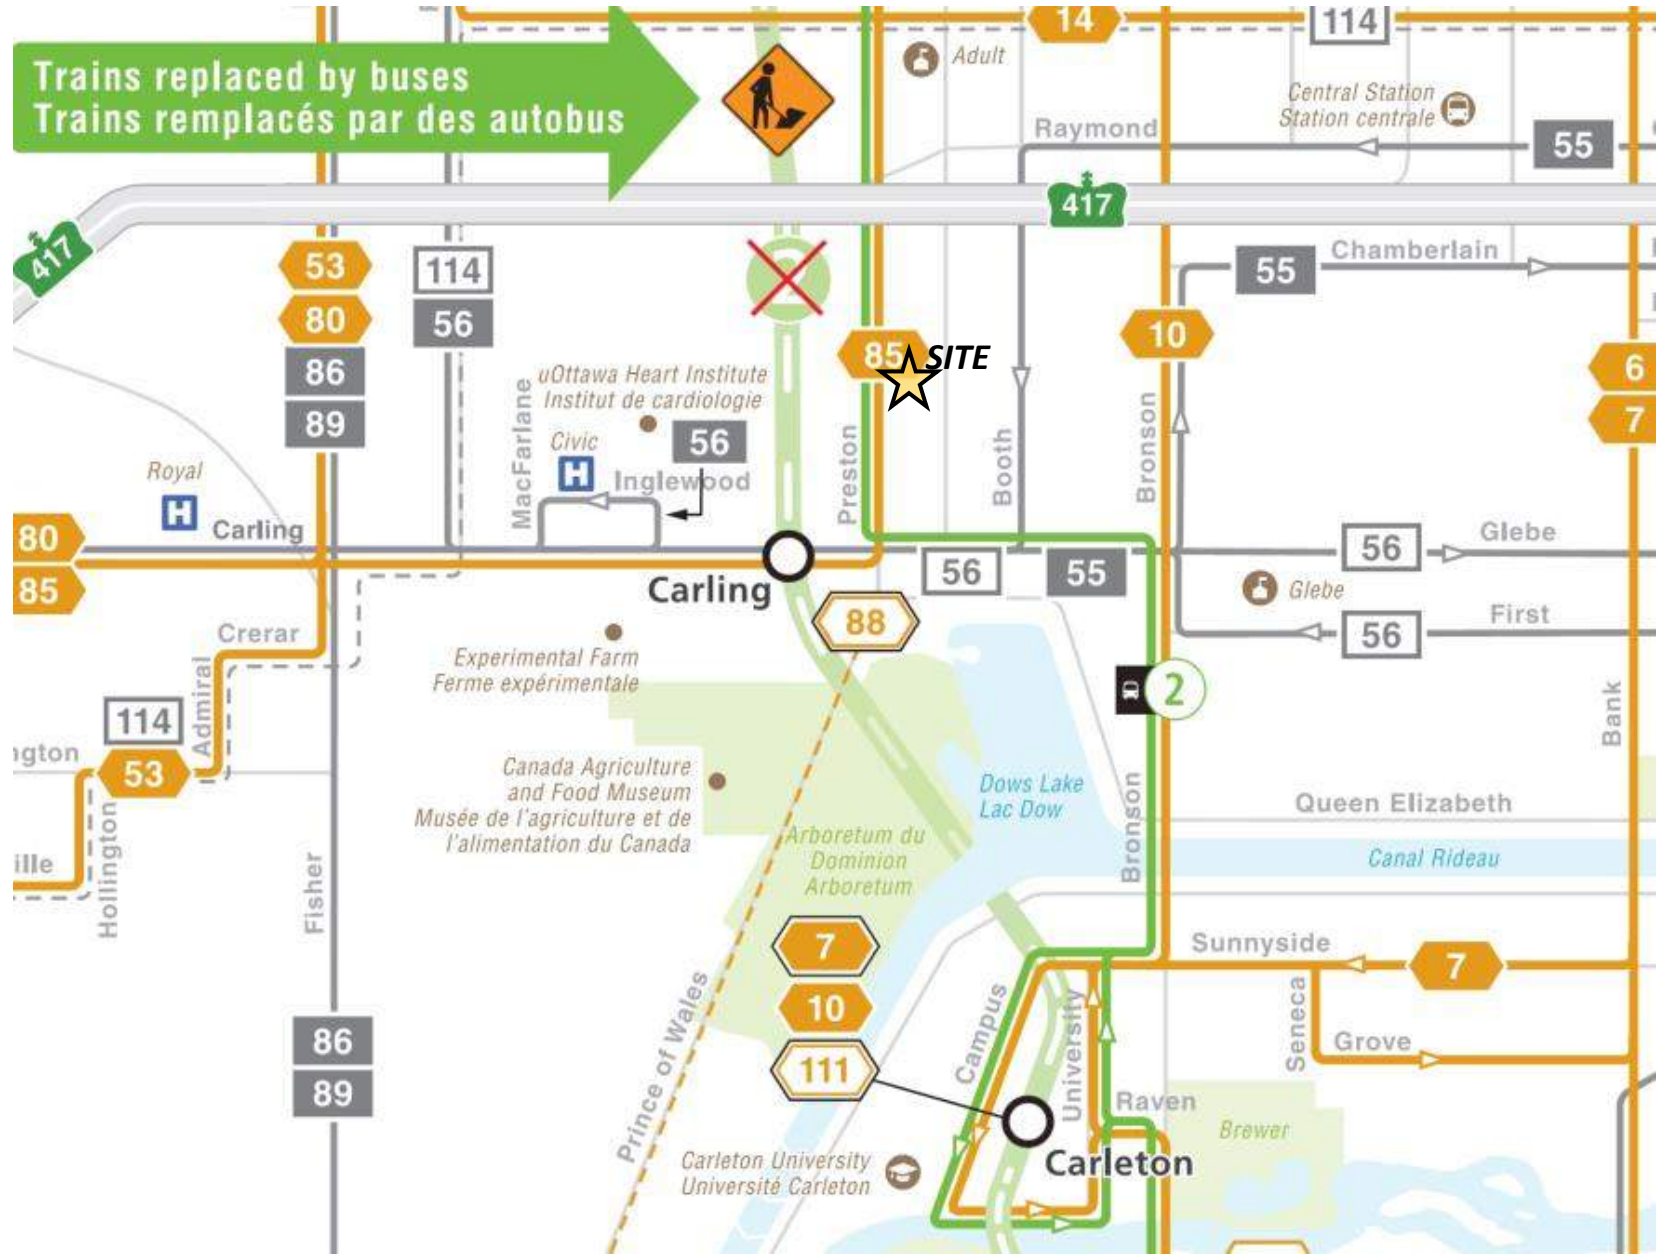 14
114
Trains replaced by buses
Trains remplacés par des autobus
Adult
Central Station
Station centrale
Raymond
55
417
417
53
80
86
89
114
56
2
Chamberlain
55
10
85
SITE
6
7
uOttawa Heart Institute
Institut de cardiologie
Civic
H
56
Inglewood
MacFarlane
Preston
Booth
Bronson
Royal
H
Carling
80
85
Carling
56
55
56
Glebe
Glebe
56
First
88
Crerar
Admiral
Experimental Farm
Ferme expérimentale
2
Bank
114
53
ngton
Hollington
ille
Fisher
Canada Agriculture
and Food Museum
Musée de l'agriculture et de
l'alimentation du Canada
Arboretum du
Dominion
Arboretum
Dows Lake
Lac Dow
Bronson
Queen Elizabeth
Canal Rideau
7
10
111
Sunnyside
7
Seneca
Grove
Campus
University
Raven
Prince of Wales
86
89
Brewer
Carleton
Carleton University
Université Carleton